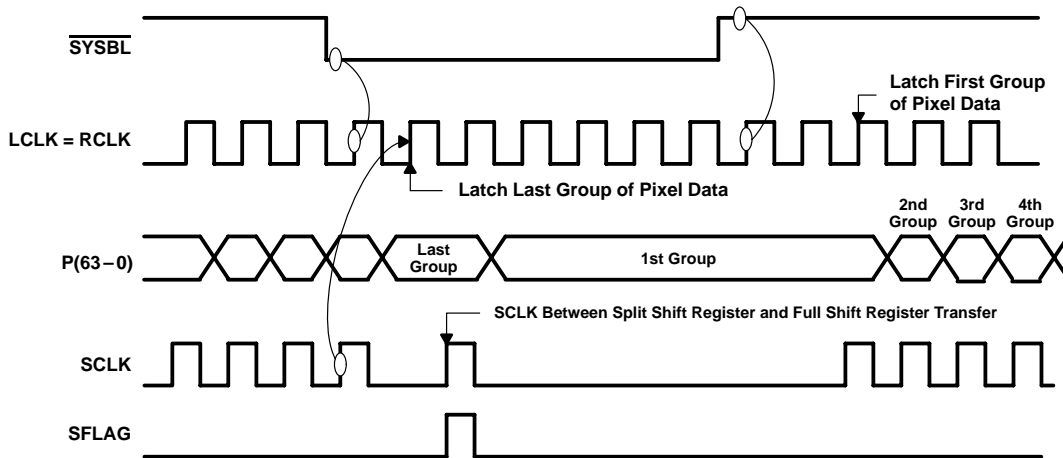 SYSBL
Latch First Group
of Pixel Data
LCLK = RCLK
Latch Last Group of Pixel Data
2nd
Group
3rd
Group
4th
Group
P(63−0)
Last
Group
1st Group
SCLK Between Split Shift Register and Full Shift Register Transfer
SCLK
SFLAG